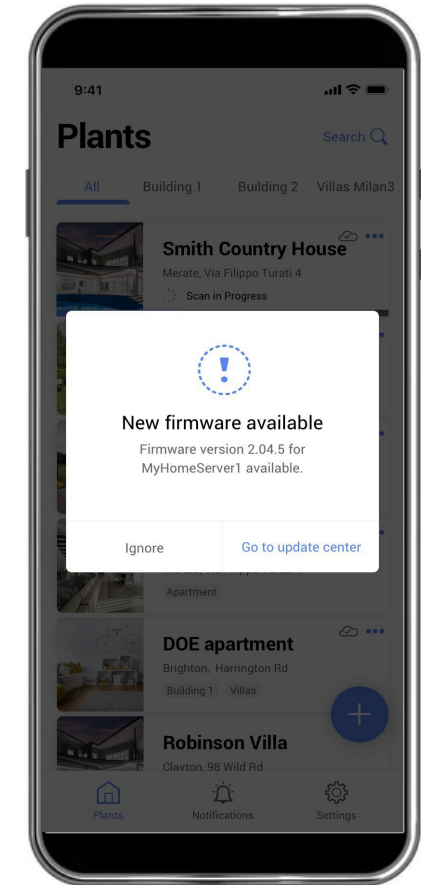 9:41
Plants
Search
All Building 1 Building 2 Villas Milan3
Smith Country House
Merate, Via Filippo Turati 4
Scan in Progress
New firmware available
Firmware version 2.04.5 for
MyHomeServer1 available.
Ignore Go to update center
Apartment
DOE apartment
Brighton, Harrington Rd
Building 1 Villas
Robinson Villa
Clayton, 98 Wild Rd
Plants Notifications Settings